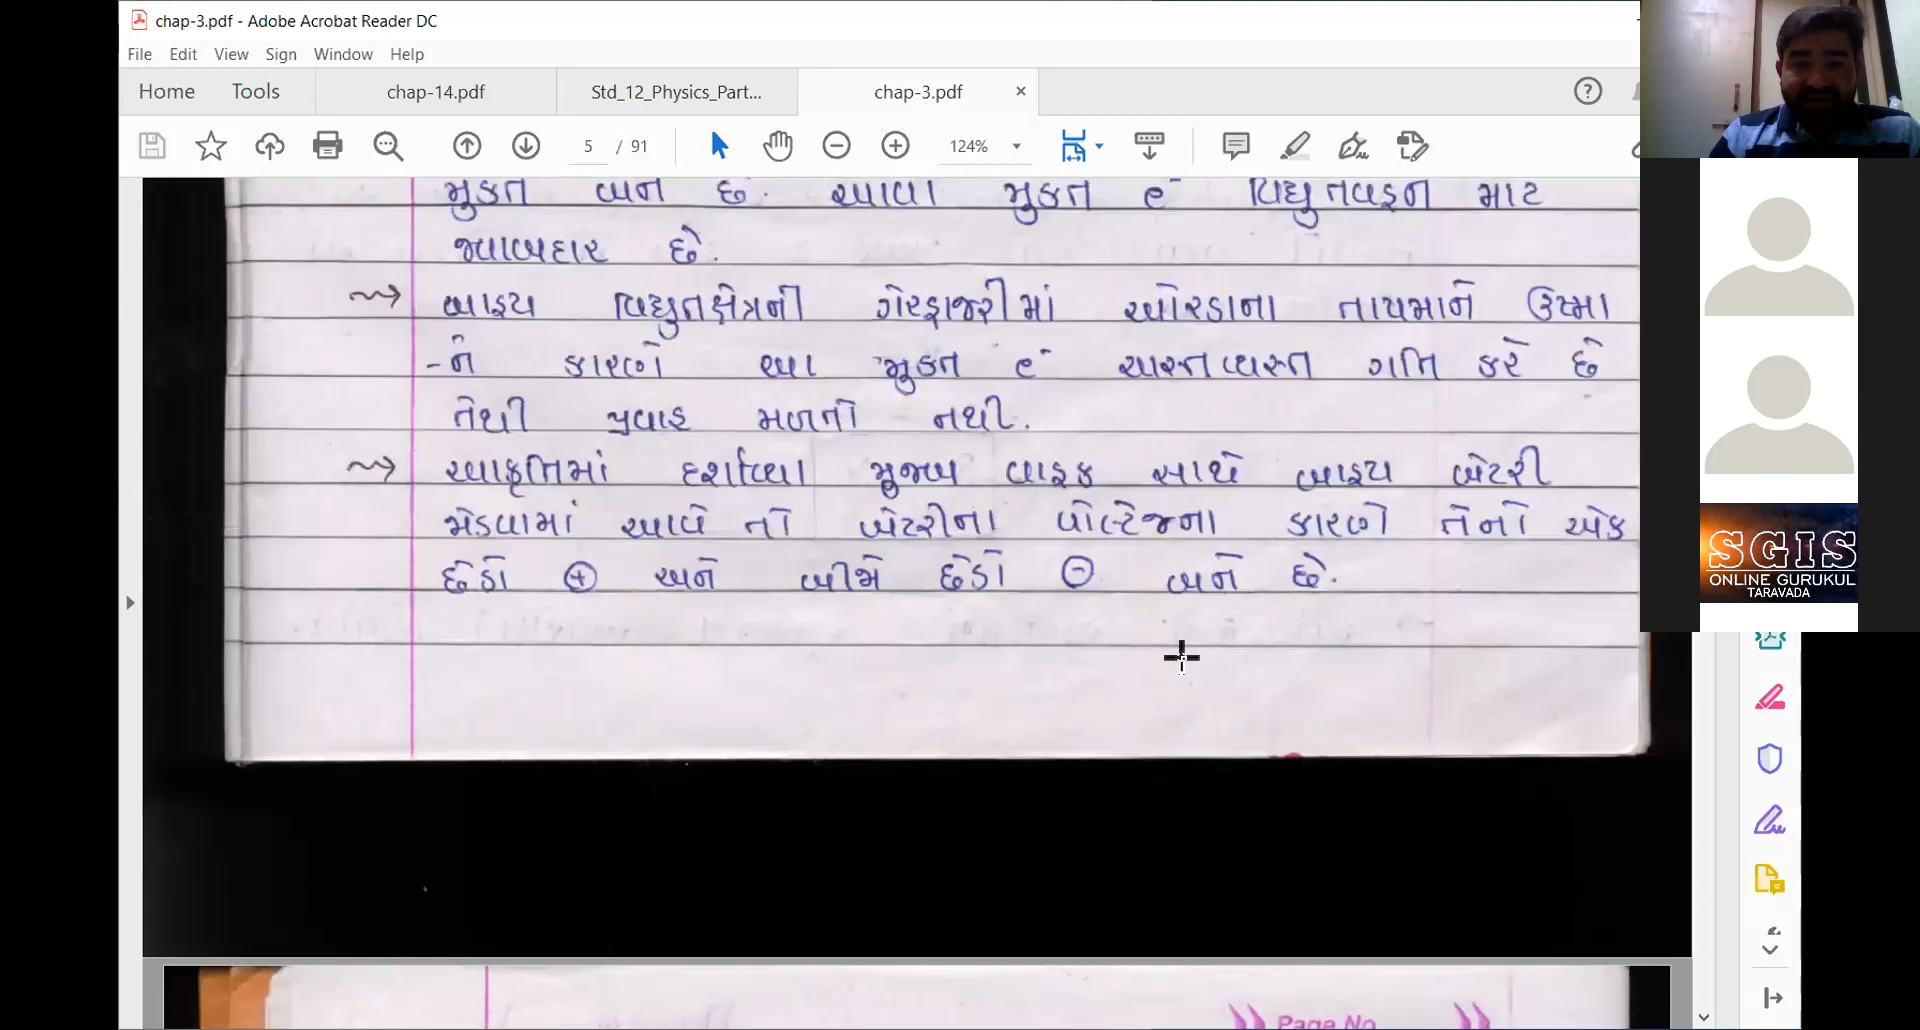 chap-3.pdf - Adobe Acrobat Reader DC
File Edit View Sign Window Help
Home Tools chap-14.pdf Std_12_Physics_Part... chap-3.pdf ×
5 / 91 124%
મુક્ત બને છે. આવા મુક્ત e⁻ વિદ્યુતવહન માટે
જવાબદાર છે.
બાહ્ય વિદ્યુતક્ષેત્રની ગેરહાજરીમાં ઓરડાના તાપમાને ઉષ્મા
-ને કારણે આ મુક્ત e⁻ અસ્તવ્યસ્ત ગતિ કરે છે
તેથી પ્રવાહ મળતો નથી.
આકૃતિમાં દર્શાવ્યા મુજબ વાહક સાથે બાહ્ય બેટરી
જોડવામાં આવે તો બેટરીના વોલ્ટેજના કારણે તેનો એક
છેડો ⊕ અને બીજો છેડો ⊖ બને છે.
Page No
SGIS
ONLINE GURUKUL
TARAVADA